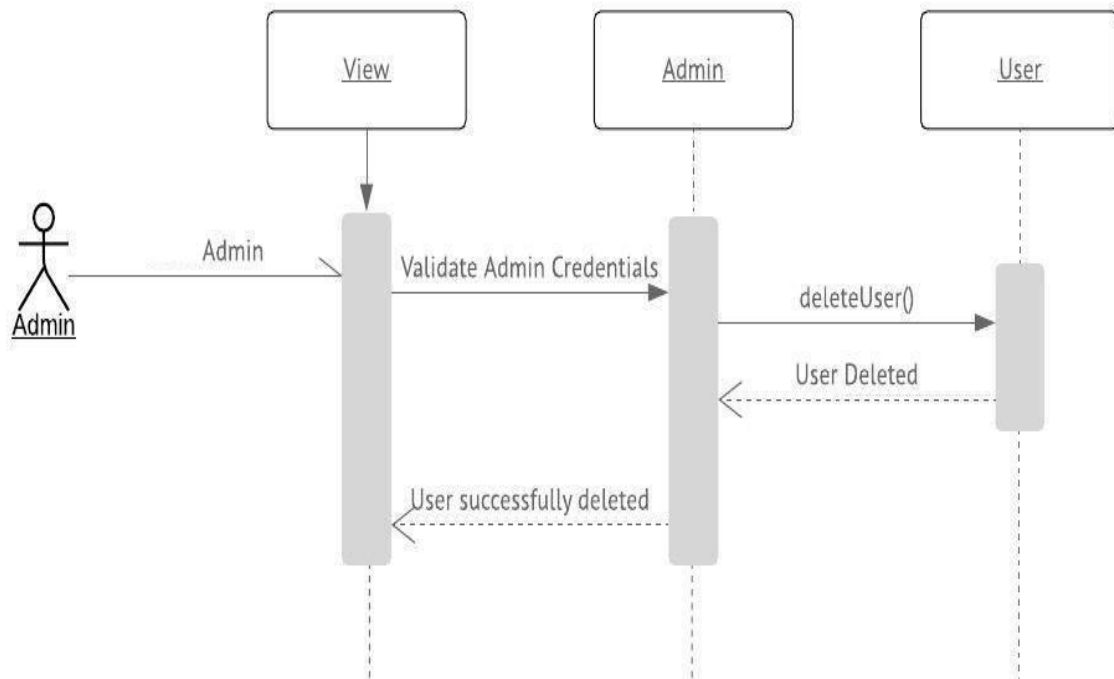 View
Admin
User
Admin
Admin
Validate Admin Credentials
deleteUser()
User Deleted
User successfully deleted